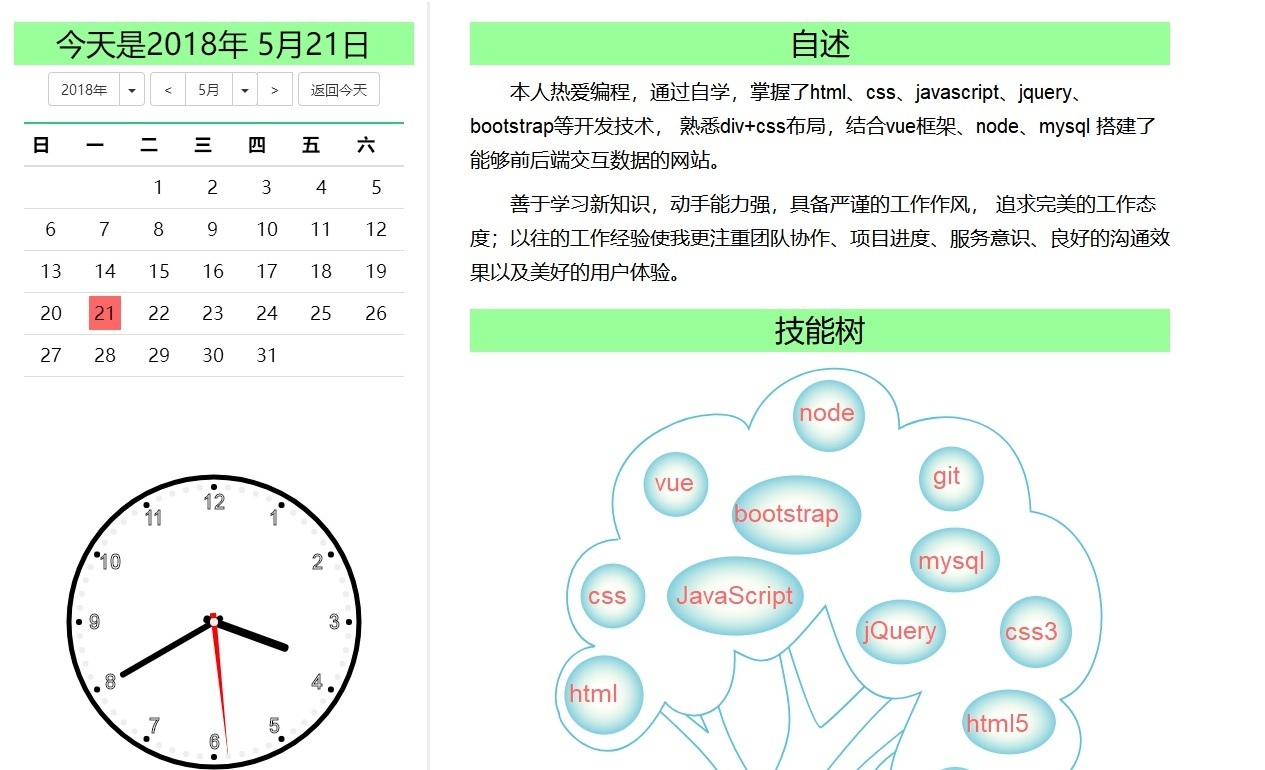 今天是2018年 5月21日
2018年 < 5月 > 返回今天
日 一 二 三 四 五 六
1 2 3 4 5
6 7 8 9 10 11 12
13 14 15 16 17 18 19
20 21 22 23 24 25 26
27 28 29 30 31
12
11 1
10 2
9 3
8 4
7 5
6
自述
本人热爱编程，通过自学，掌握了html、css、javascript、jquery、
bootstrap等开发技术， 熟悉div+css布局，结合vue框架、node、mysql 搭建了
能够前后端交互数据的网站。
善于学习新知识，动手能力强，具备严谨的工作作风， 追求完美的工作态
度；以往的工作经验使我更注重团队协作、项目进度、服务意识、良好的沟通效
果以及美好的用户体验。
技能树
node
vue
git
bootstrap
mysql
css
JavaScript
jQuery
css3
html
html5